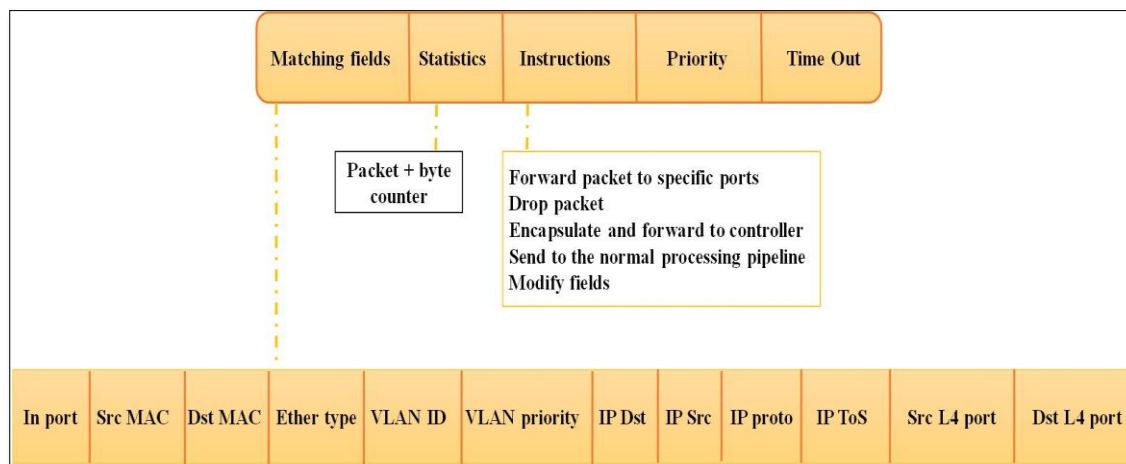 Matching fields Statistics Instructions Priority Time Out
Packet + byte
counter
Forward packet to specific ports
Drop packet
Encapsulate and forward to controller
Send to the normal processing pipeline
Modify fields
In port Src MAC Dst MAC Ether type VLAN ID VLAN priority IP Dst IP Src IP proto IP ToS Src L4 port Dst L4 port